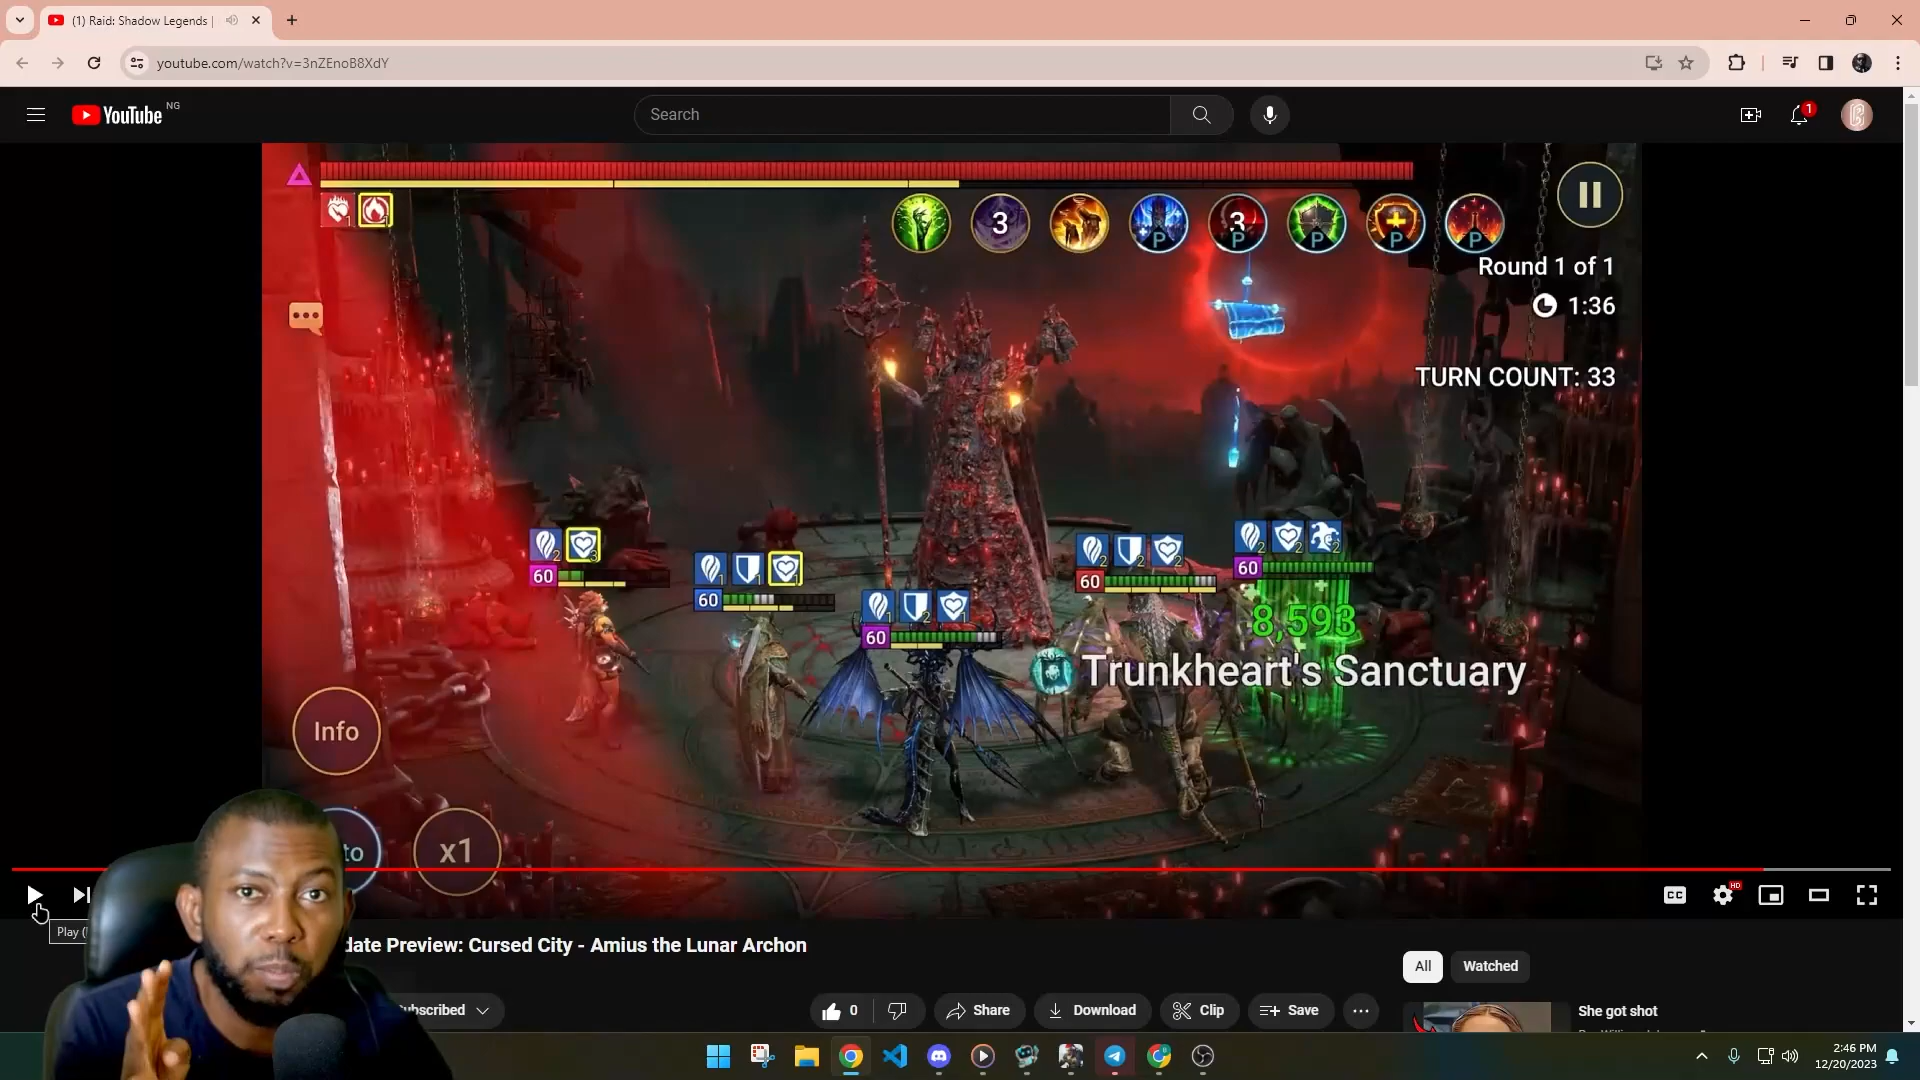 (1) Raid: Shadow Legends |
youtube.com/watch?v=3nZEnoB8XdY
YouTube NG
Search
1
3
3
P
P
P
P
P
Round 1 of 1
1:36
TURN COUNT: 33
60
60
60
60
60
8,593
Trunkheart's Sanctuary
Info
to
x1
CC
HD
Play (
date Preview: Cursed City - Amius the Lunar Archon
All
Watched
ubscribed
0
Share
Download
Clip
Save
She got shot
2:46 PM
12/20/2023